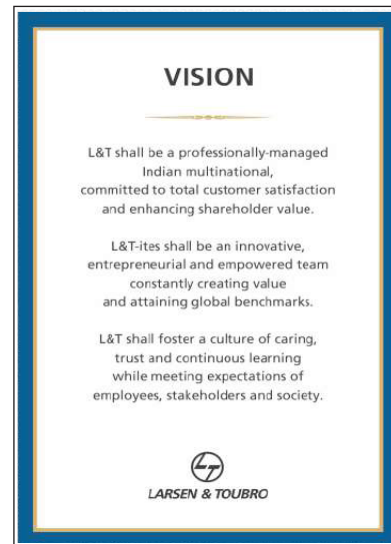 VISION
L&T shall be a professionally-managed
Indian multinational,
committed to total customer satisfaction
and enhancing shareholder value.
L&T-ites shall be an innovative,
entrepreneurial and empowered team
constantly creating value
and attaining global benchmarks.
L&T shall foster a culture of caring,
trust and continuous learning
while meeting expectations of
employees, stakeholders and society.
LT
LARSEN & TOUBRO